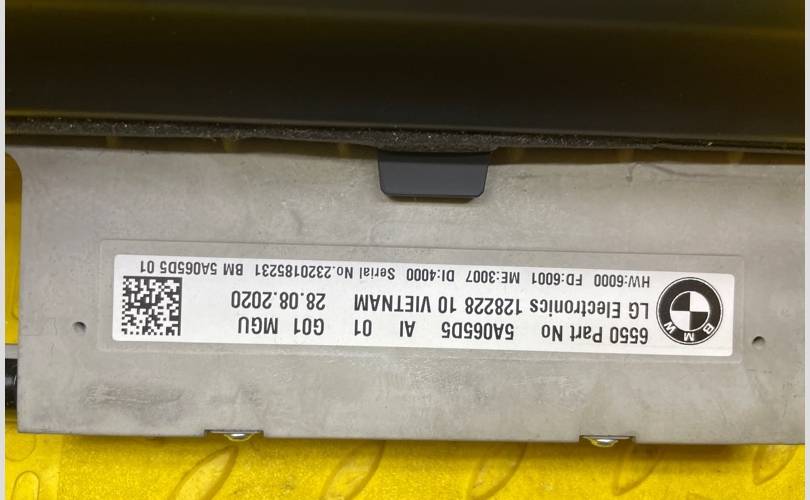 BMW
6550 Part No 5A065D5 AI 01 G01 MGU
LG Electronics 128228 10 VIETNAM 28.08.2020
HW:6000 FD:6001 ME:3007 DI:4000 Serial No.2320185231 BM 5A065D5 01